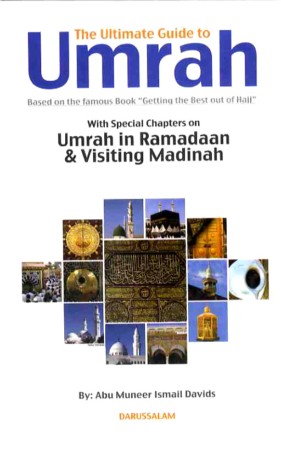 The Ultimate Guide to
Umrah
Based on the famous Book "Getting the Best out of Hajj"
With Special Chapters on
Umrah in Ramadaan
& Visiting Madinah
By: Abu Muneer Ismail Davids
DARUSSALAM